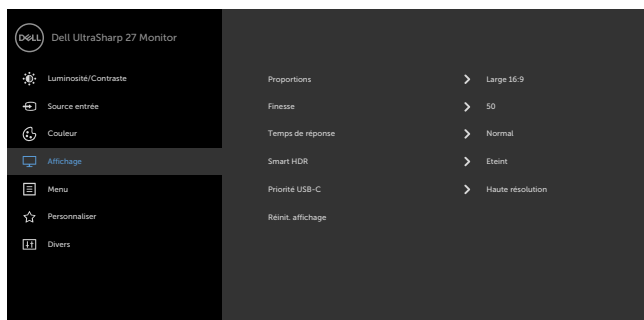 DELL Dell UltraSharp 27 Monitor
Luminosité/Contraste
Source entrée
Couleur
Affichage
Menu
Personnaliser
Divers
Proportions Large 16:9
Finesse 50
Temps de réponse Normal
Smart HDR Eteint
Priorité USB-C Haute résolution
Réinit. affichage